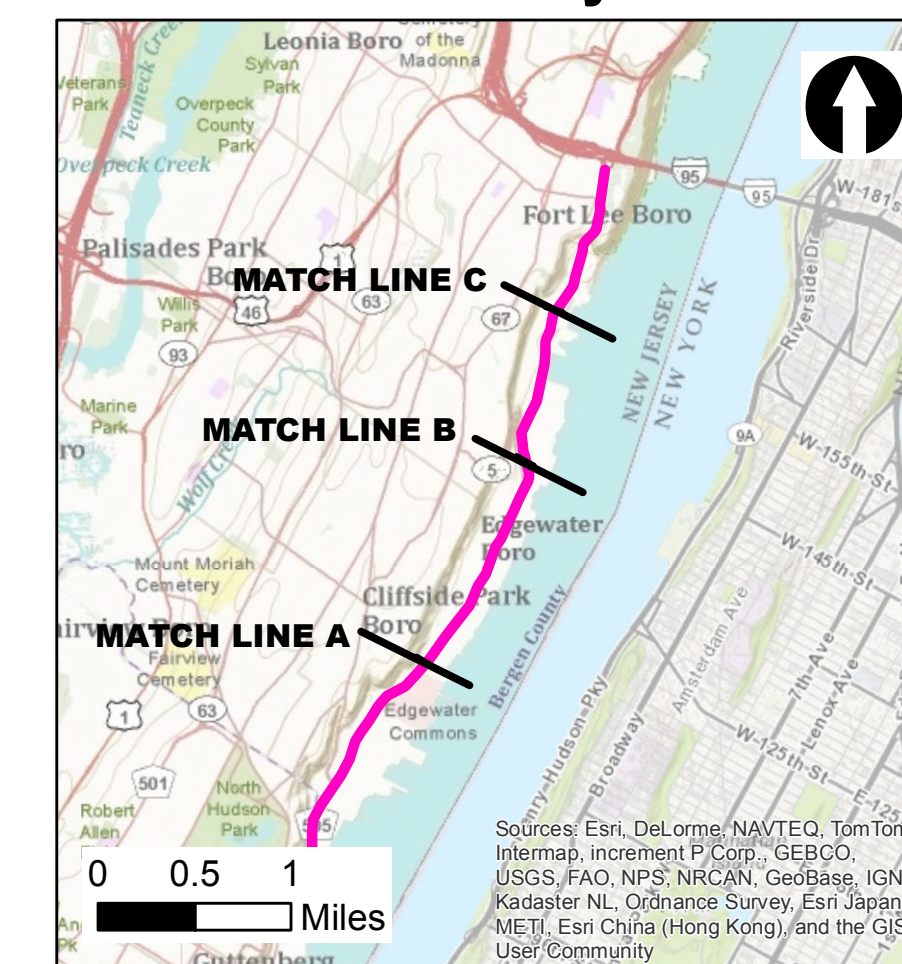 Leonia Boro
of the
Madonna
Sylvan
Park
Veterans
Park
Teaneck Creek
Overpeck
County
Park
Overpeck Creek
95
95
W-181s
Fort Lee Boro
Palisades Park
1
MATCH LINE C
46
63
67
Willis
Park
93
NEW JERSEY
NEW YORK
Riverside Dr
Marine
Park
MATCH LINE B
5
9A
W-155th-St
Edgewater
Boro
W-145th-St
Mount Moriah
Cemetery
Cliffside Park
Boro
MATCH LINE A
Fairview
Cemetery
Bergen County
Amsterdam Ave
7th-Ave
Lenox-Ave
1
63
Edgewater
Commons
Henry-Hudson-Pky
Broadway
W-125th-St
E-125
501
North
Hudson
Park
Robert
Allen
0 0.5 1
Miles
Guttenberg
Sources: Esri, DeLorme, NAVTEQ, TomTom
Intermap, increment P Corp., GEBCO,
USGS, FAO, NPS, NRCAN, GeoBase, IGN
Kadaster NL, Ordnance Survey, Esri Japan
METI, Esri China (Hong Kong), and the GIS
User Community